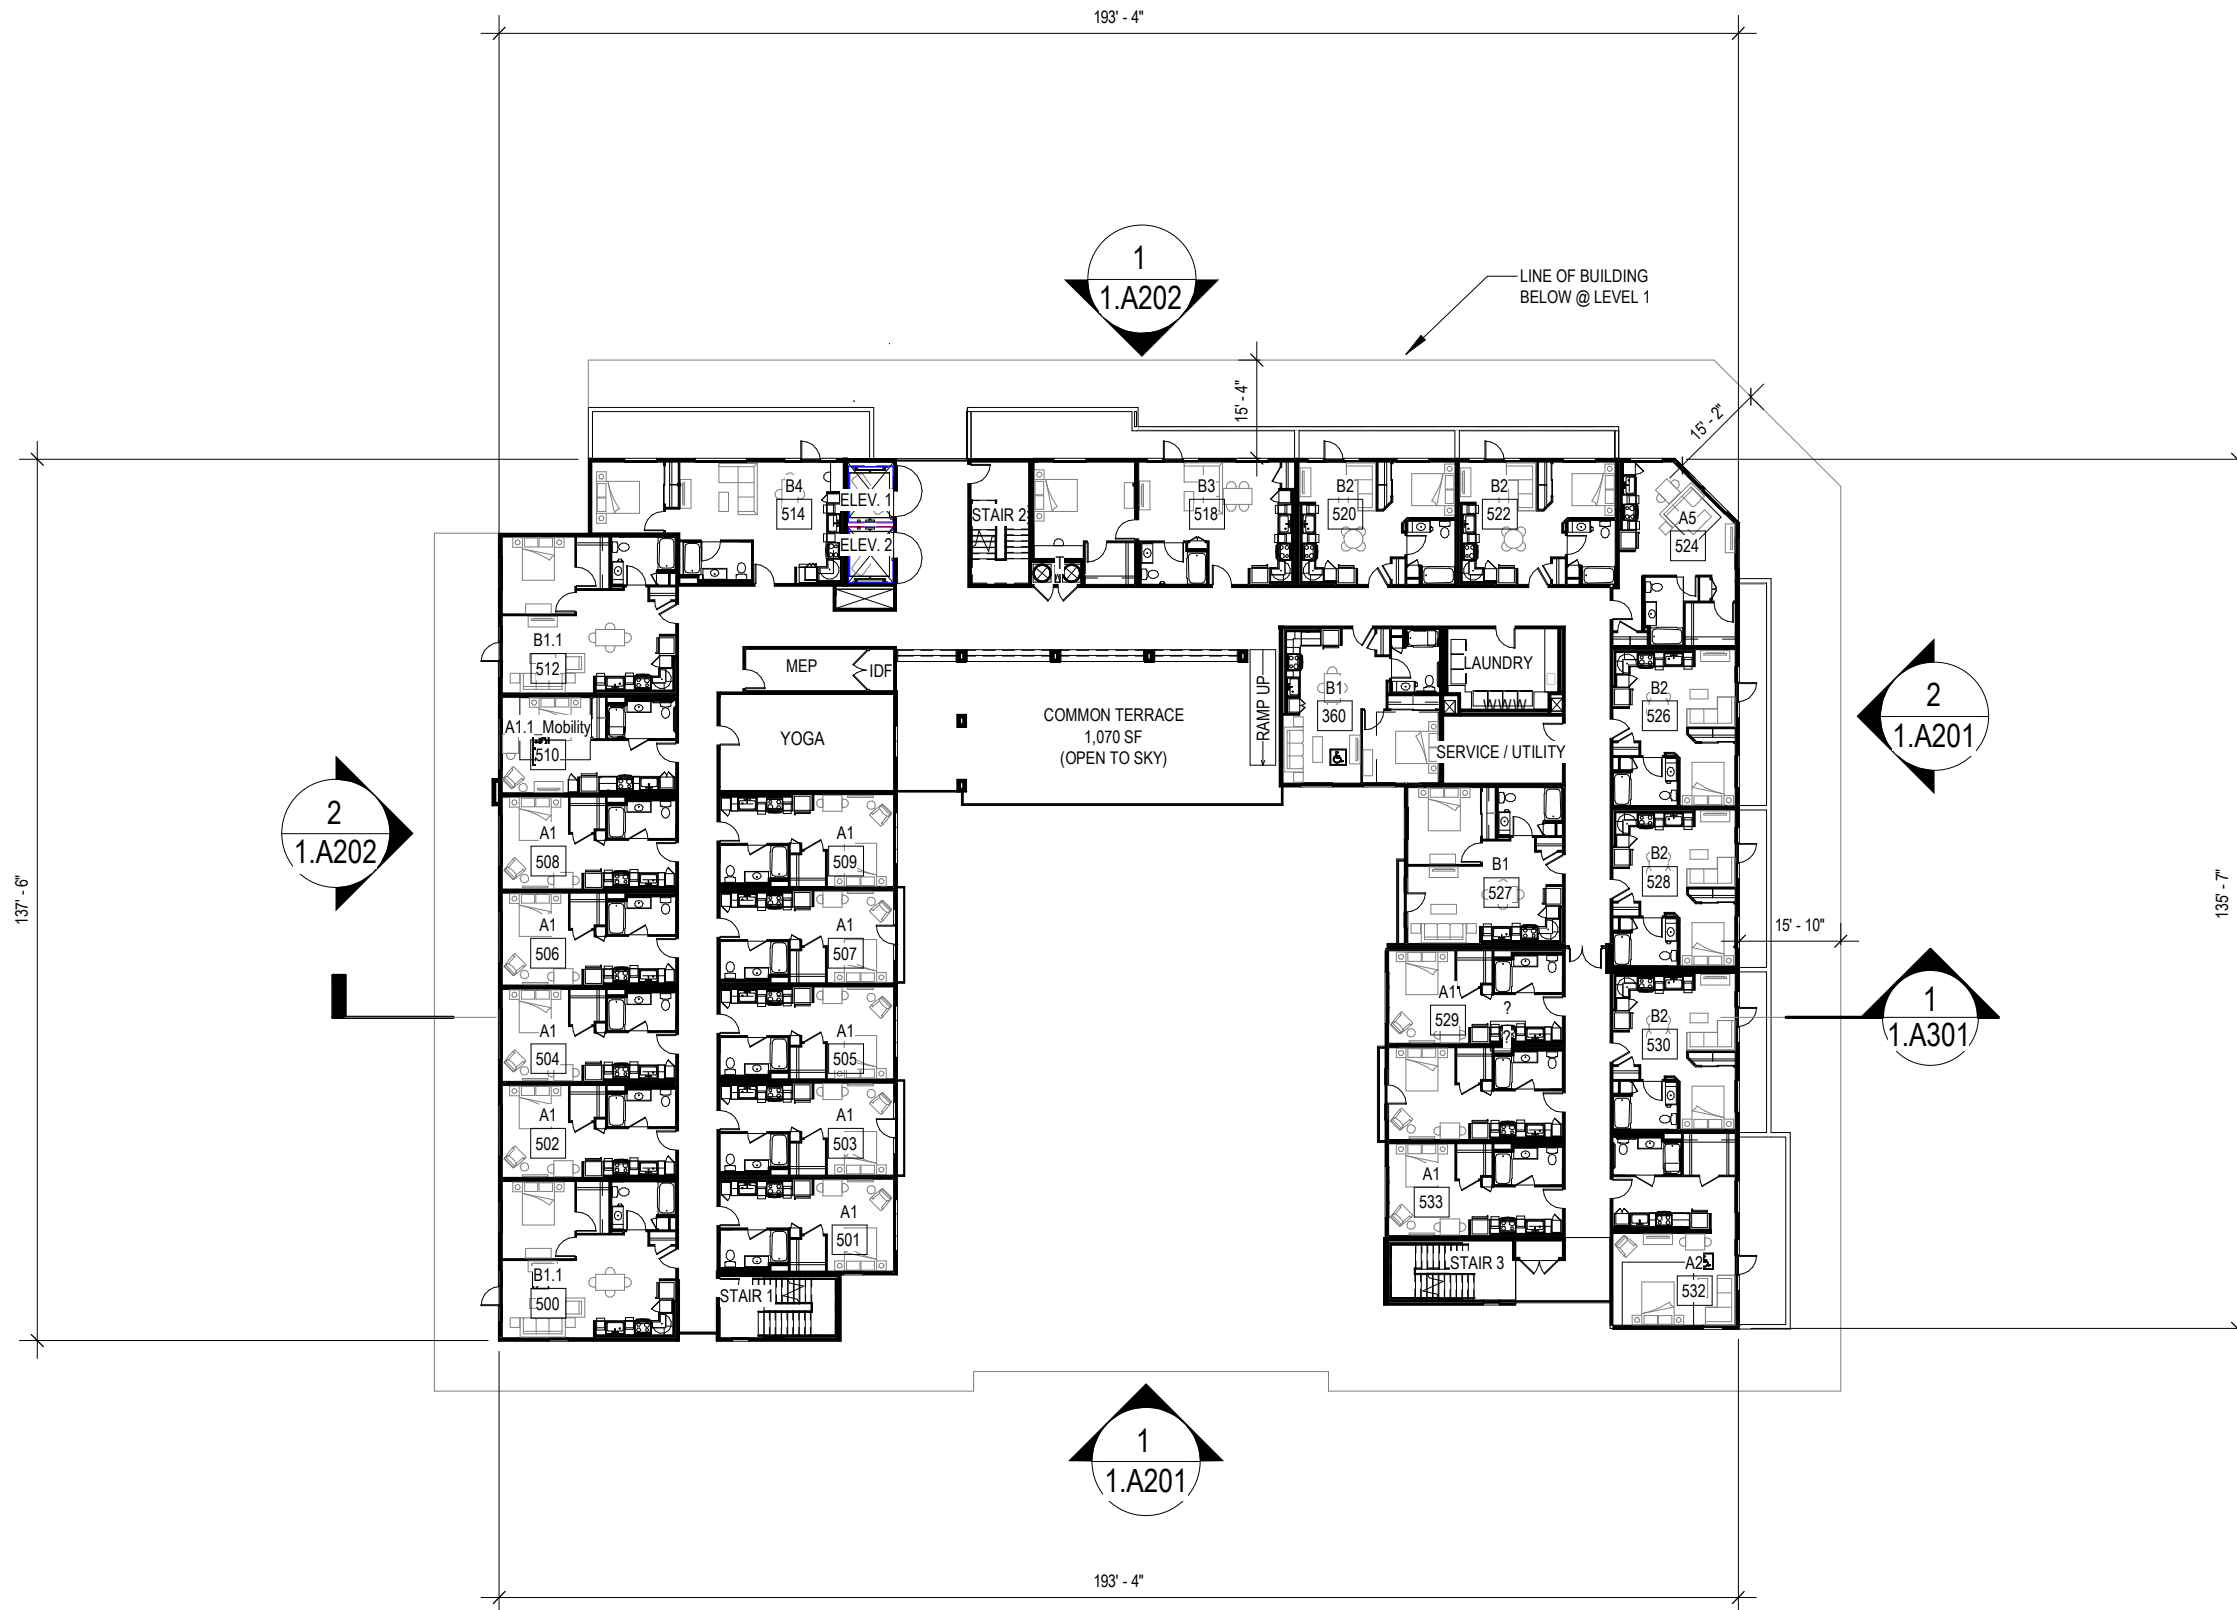 193' - 4"
1
1.A202
LINE OF BUILDING
BELOW @ LEVEL 1
15' - 4"
15' - 2"
B4
514
ELEV. 1
ELEV. 2
STAIR 2
B3
518
B2
520
B2
522
A5
524
B1.1
512
MEP
IDF
YOGA
COMMON TERRACE
1,070 SF
(OPEN TO SKY)
RAMP UP
B1
360
LAUNDRY
WWW
SERVICE / UTILITY
B2
526
2
1.A201
A1.1_Mobility
510
2
1.A202
A1
508
A1
509
B1
527
B2
528
137' - 6"
135' - 7"
15' - 10"
A1
506
A1
507
A1
529
?
?
B2
530
1
1.A301
A1
504
A1
505
A1
502
A1
503
A1
533
B1.1
500
A1
501
STAIR 1
STAIR 3
A2
532
1
1.A201
193' - 4"